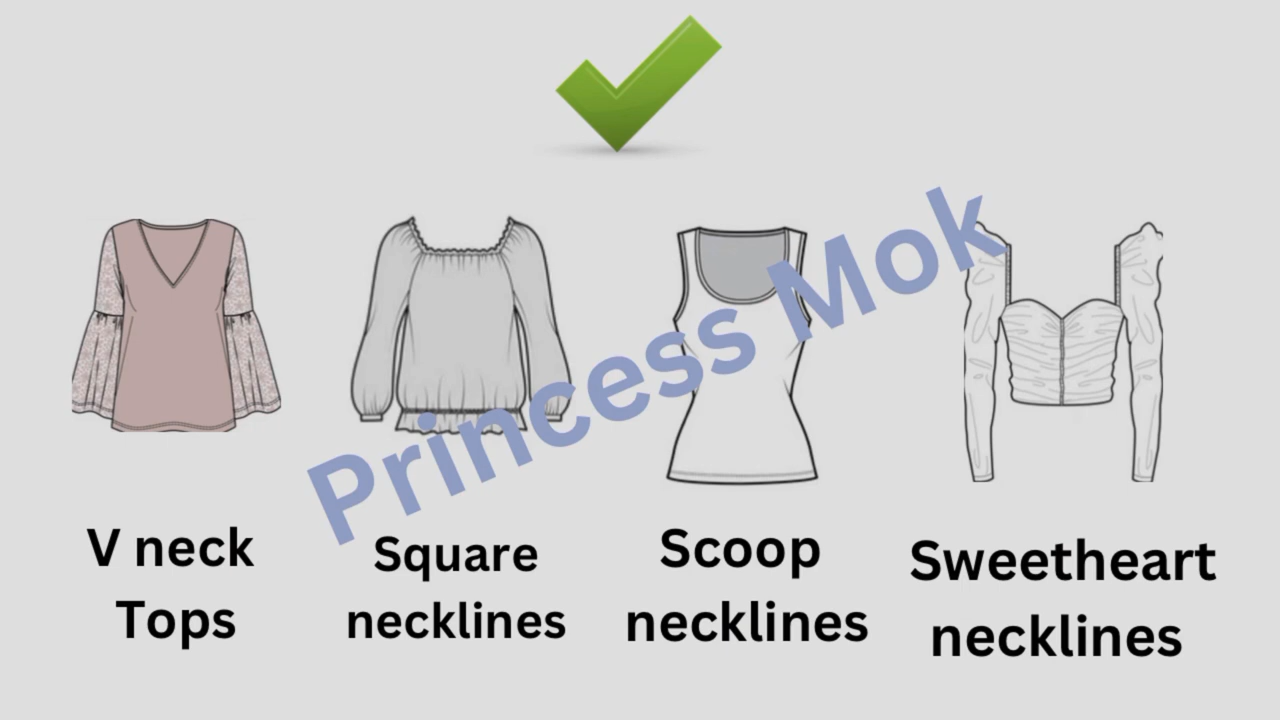 Princess Mok
V neck
Tops
Square
necklines
Scoop
necklines
Sweetheart
necklines